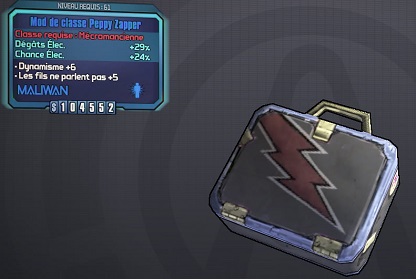 NIVEAU REQUIS : 61
Mod de classe Peppy Zapper
Classe requise : Mécromancienne
Dégâts Élec. +29%
Chance Élec. +24%
• Dynamisme +6
• Les fils ne parlent pas +5
MALIWAN
$104552